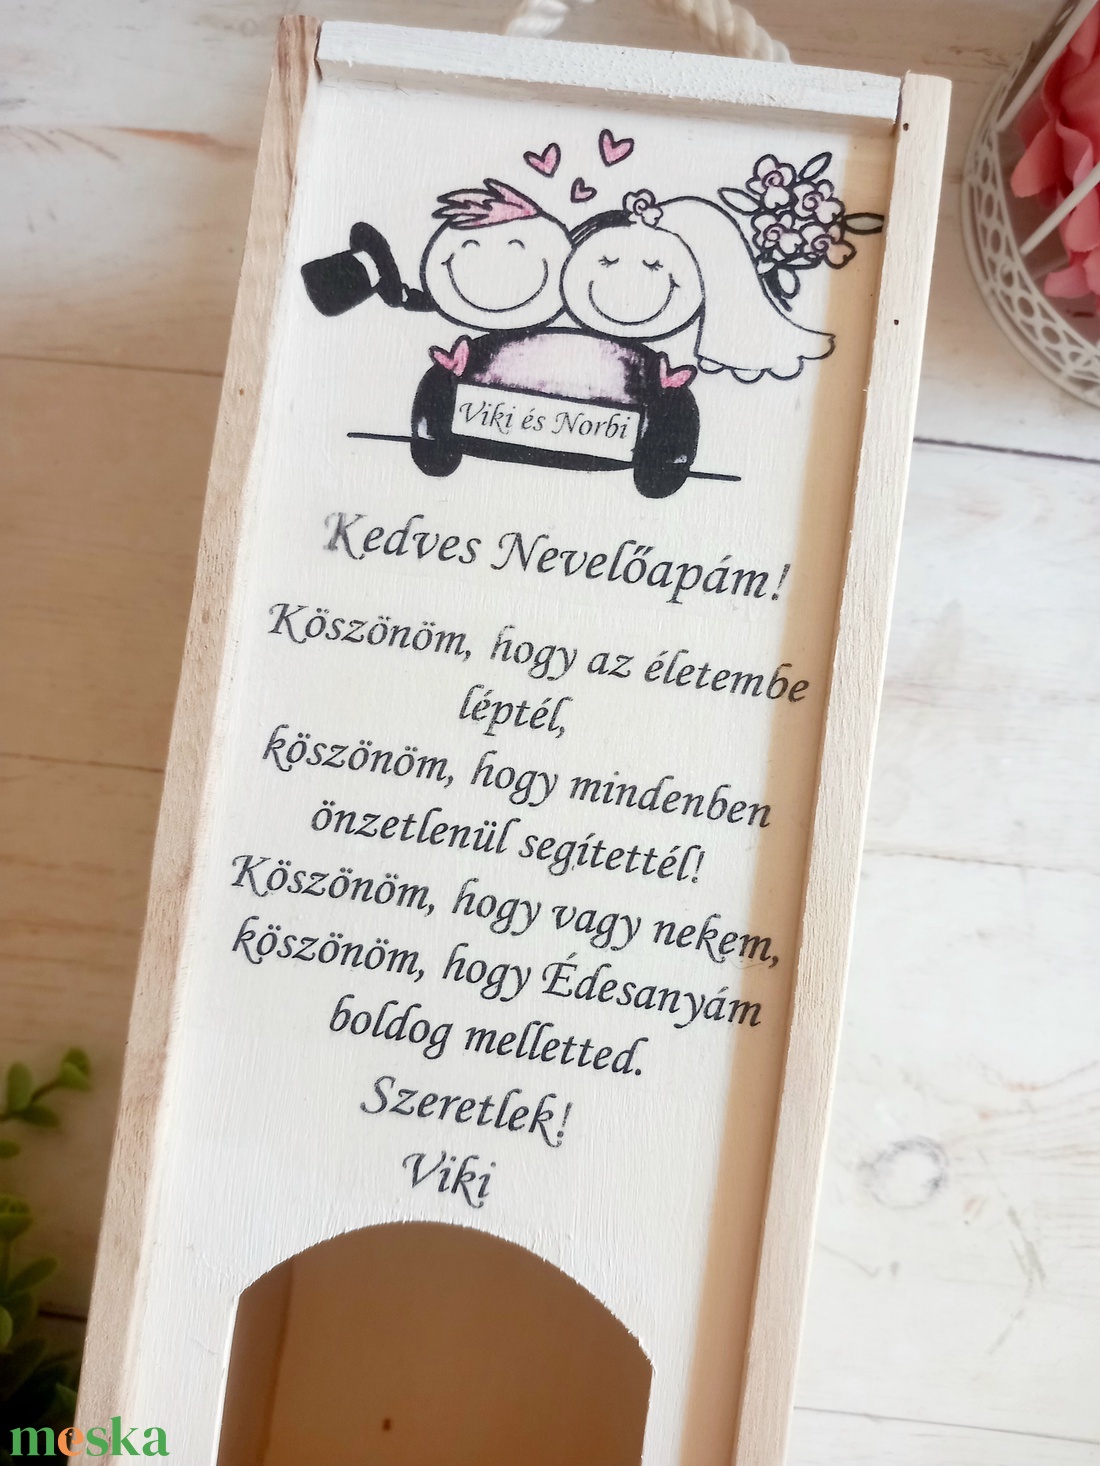 Viki és Norbi
Kedves Nevelőapám!
Köszönöm, hogy az életembe
léptél,
köszönöm, hogy mindenben
önzetlenül segítettél!
Köszönöm, hogy vagy nekem,
köszönöm, hogy Édesanyám
boldog melletted.
Szeretlek!
Viki
meska